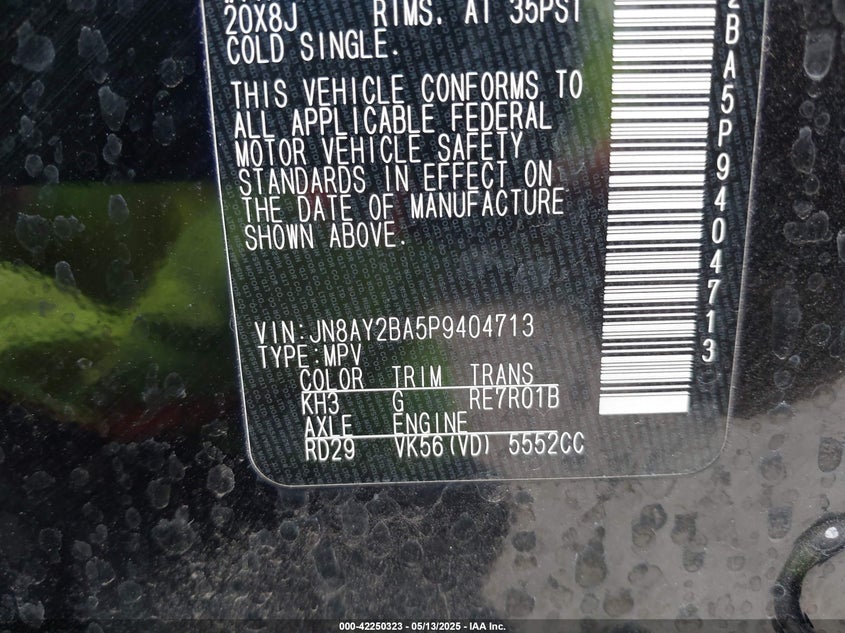 20X8J RIMS. AT 35PSI
COLD SINGLE.
THIS VEHICLE CONFORMS TO
ALL APPLICABLE FEDERAL
MOTOR VEHICLE SAFETY
STANDARDS IN EFFECT ON
THE DATE OF MANUFACTURE
SHOWN ABOVE.
VIN:JN8AY2BA5P9404713
TYPE:MPV
COLOR TRIM TRANS
KH3 G RE7R01B
AXLE ENGINE
RD29 VK56(VD) 5552CC
2BA5P9404713
000-42250323 — 05/13/2025 — IAA Inc.